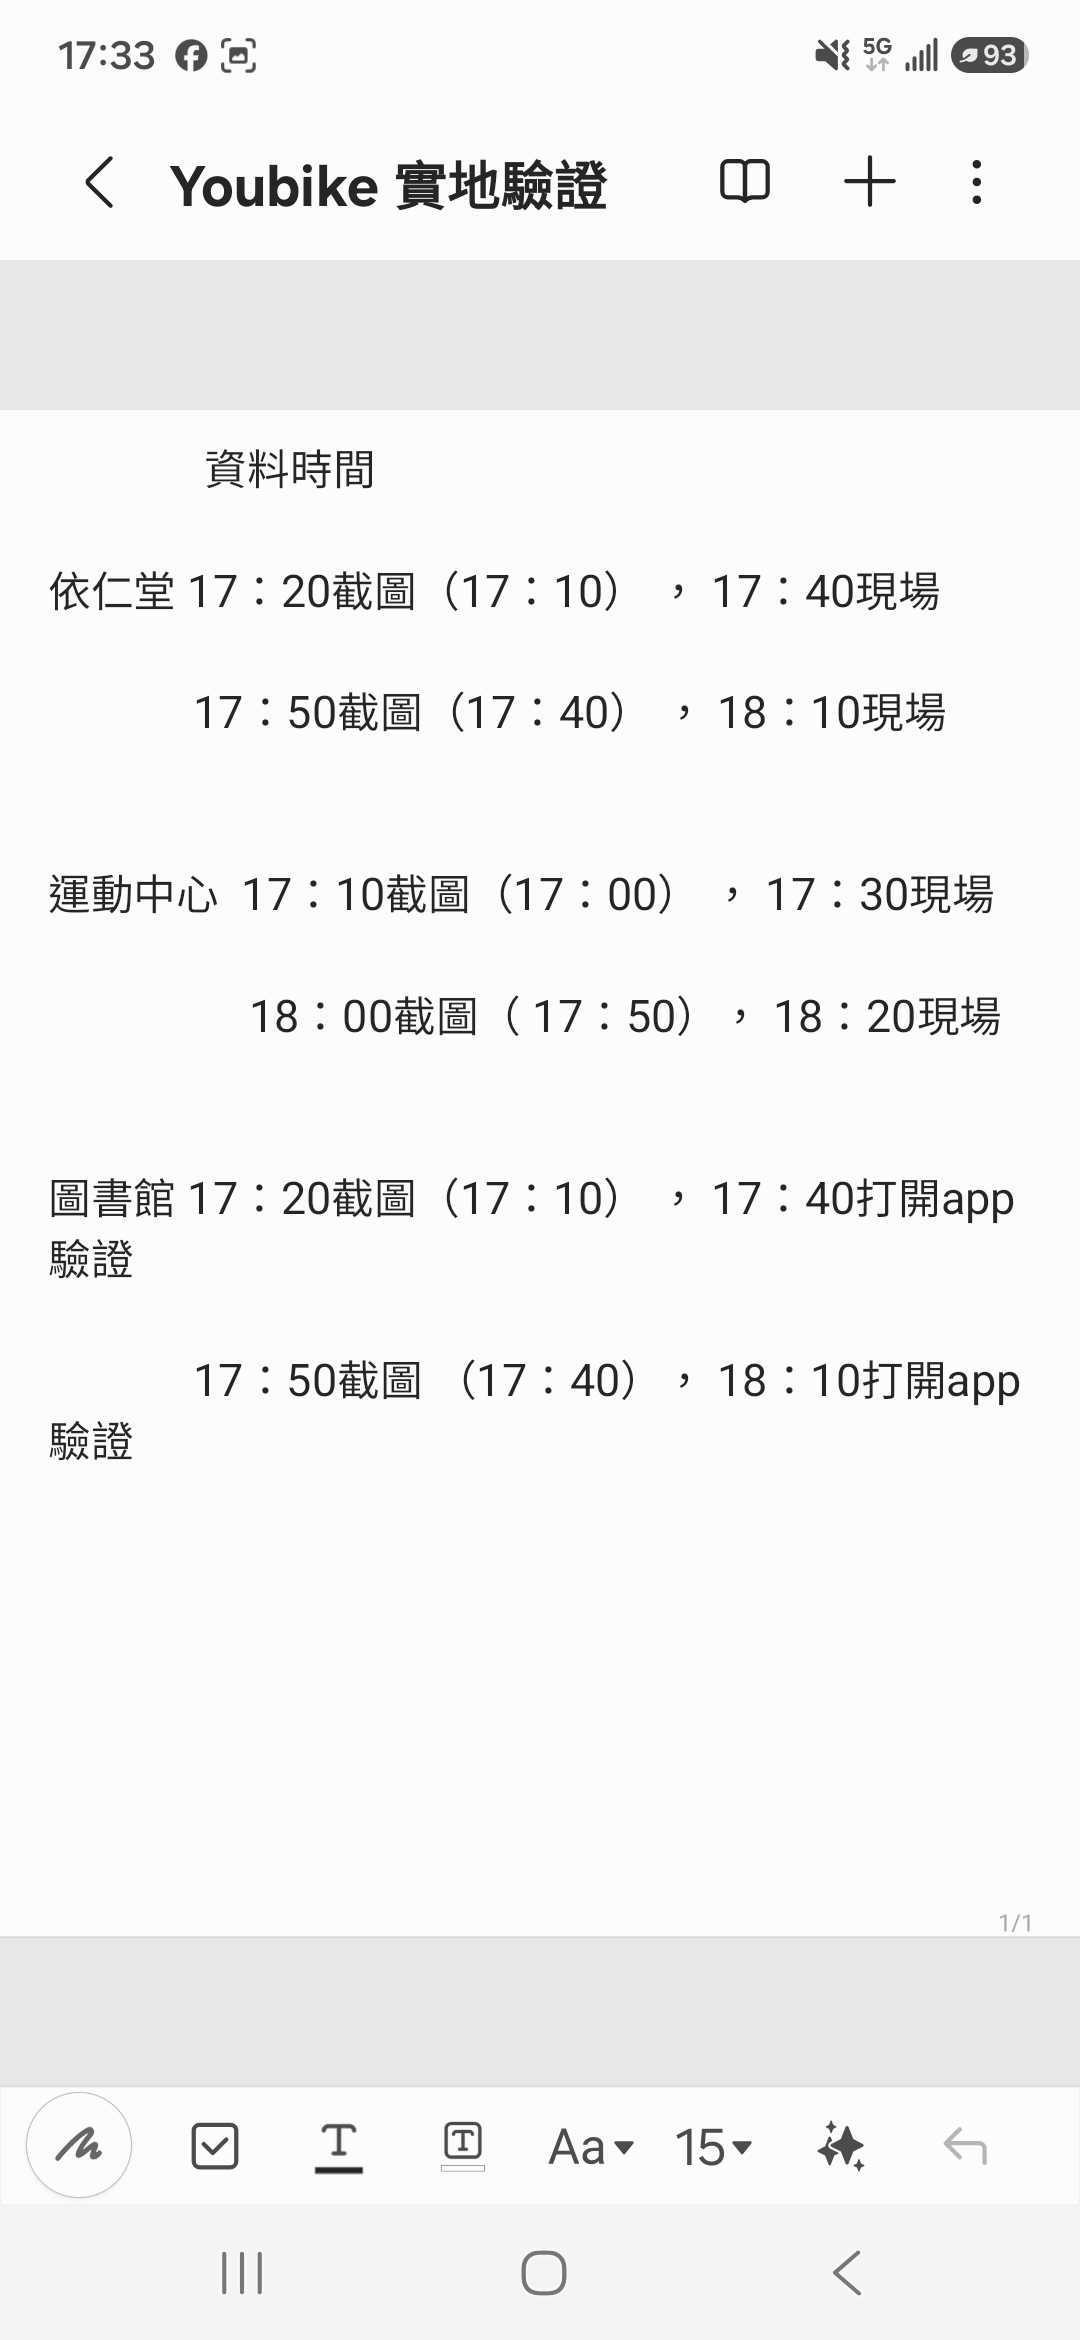 17:33
5G
93
Youbike 實地驗證
資料時間
依仁堂 17：20截圖（17：10） ， 17：40現場
17：50截圖（17：40） ， 18：10現場
運動中心 17：10截圖（17：00） ， 17：30現場
18：00截圖（ 17：50） ， 18：20現場
圖書館 17：20截圖（17：10） ， 17：40打開app
驗證
17：50截圖 （17：40） ， 18：10打開app
驗證
1/1
T
T
Aa
15